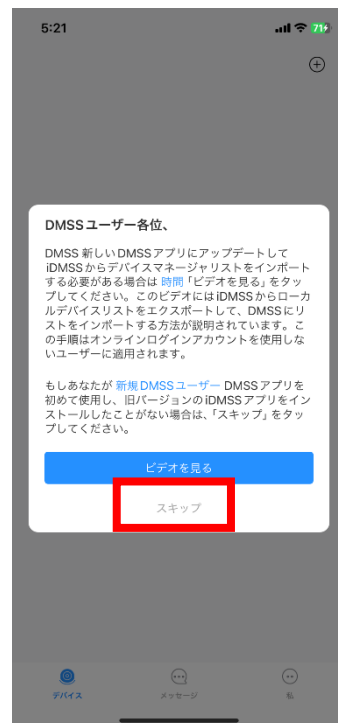 5:21
71
DMSS ユーザー各位、
DMSS 新しいDMSSアプリにアップデートして
iDMSSからデバイスマネージャリストをインポート
する必要がある場合は 時間「ビデオを見る」をタッ
プしてください。このビデオにはiDMSSからローカ
ルデバイスリストをエクスポートして、DMSSにリ
ストをインポートする方法が説明されています。こ
の手順はオンラインログインアカウントを使用しな
いユーザーに適用されます。
もしあなたが 新規DMSSユーザー DMSSアプリを
初めて使用し、旧バージョンのiDMSSアプリをイン
ストールしたことがない場合は、「スキップ」をタッ
プしてください。
ビデオを見る
スキップ
デバイス
メッセージ
私